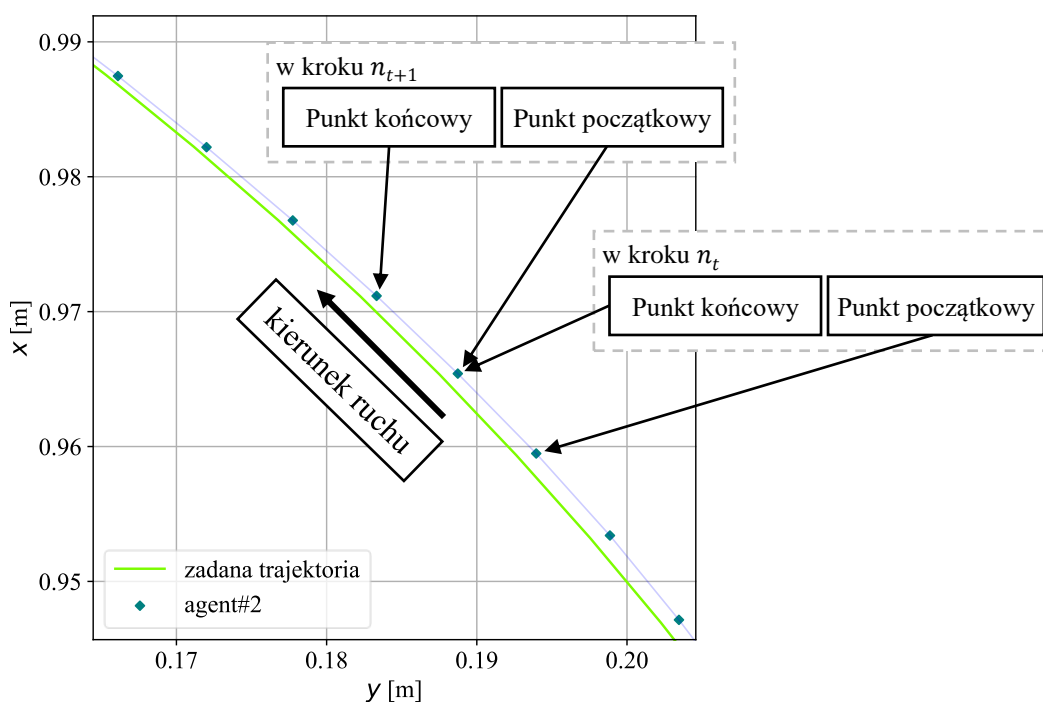 0.99
0.98
0.97
0.96
0.95
x [m]
w kroku n_{t+1}
Punkt końcowy
Punkt początkowy
w kroku n_t
Punkt końcowy
Punkt początkowy
kierunek ruchu
zadana trajektoria
agent#2
0.17
0.18
0.19
0.20
y [m]